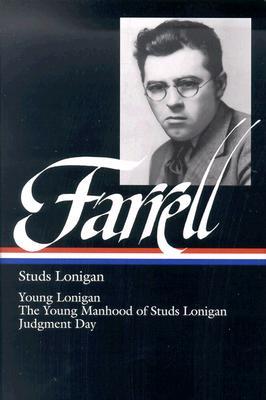 Farrell
Studs Lonigan
Young Lonigan
The Young Manhood of Studs Lonigan
Judgment Day